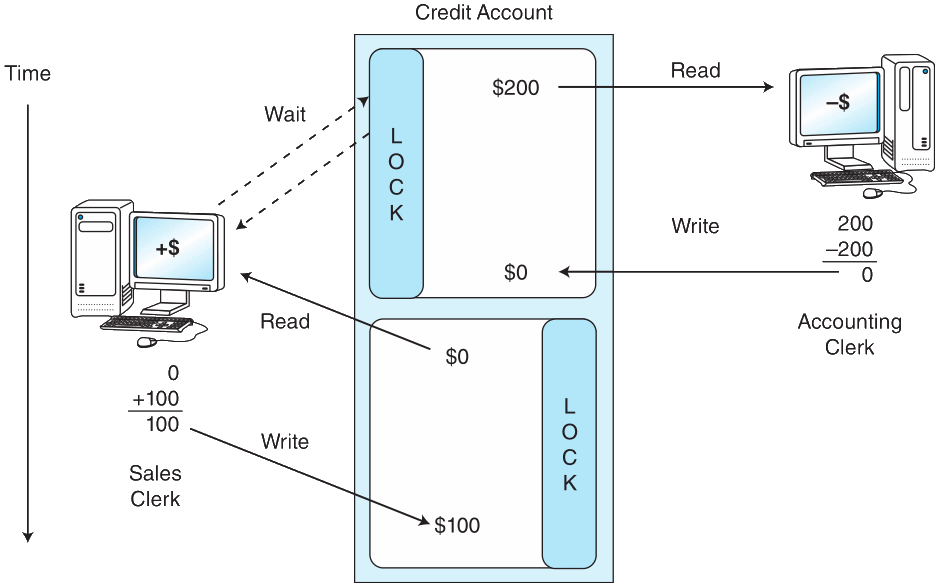 Credit Account
Time
$200
Read
–$
Wait
L
O
C
K
200
–200
0
Write
$0
+$
Accounting
Clerk
Read
$0
0
+100
100
L
O
C
K
Write
Sales
Clerk
$100